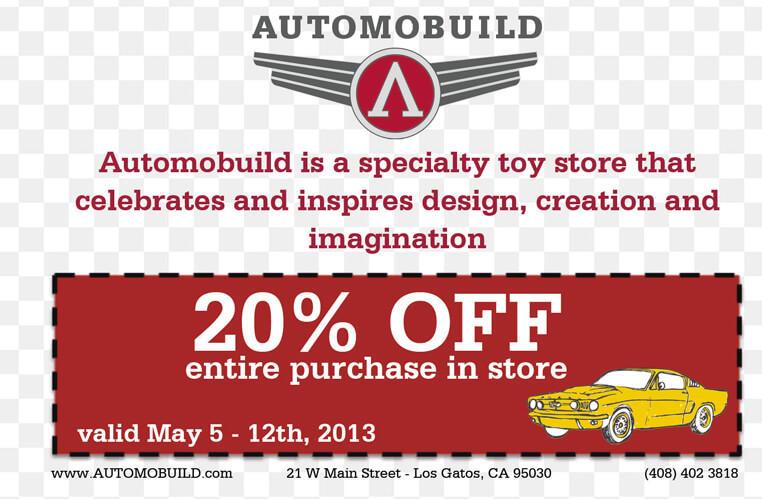 AUTOMOBUILD
Automobuild is a specialty toy store that
celebrates and inspires design, creation and
imagination
20% OFF
entire purchase in store
valid May 5 - 12th, 2013
www.AUTOMOBUILD.com 21 W Main Street - Los Gatos, CA 95030 (408) 402 3818